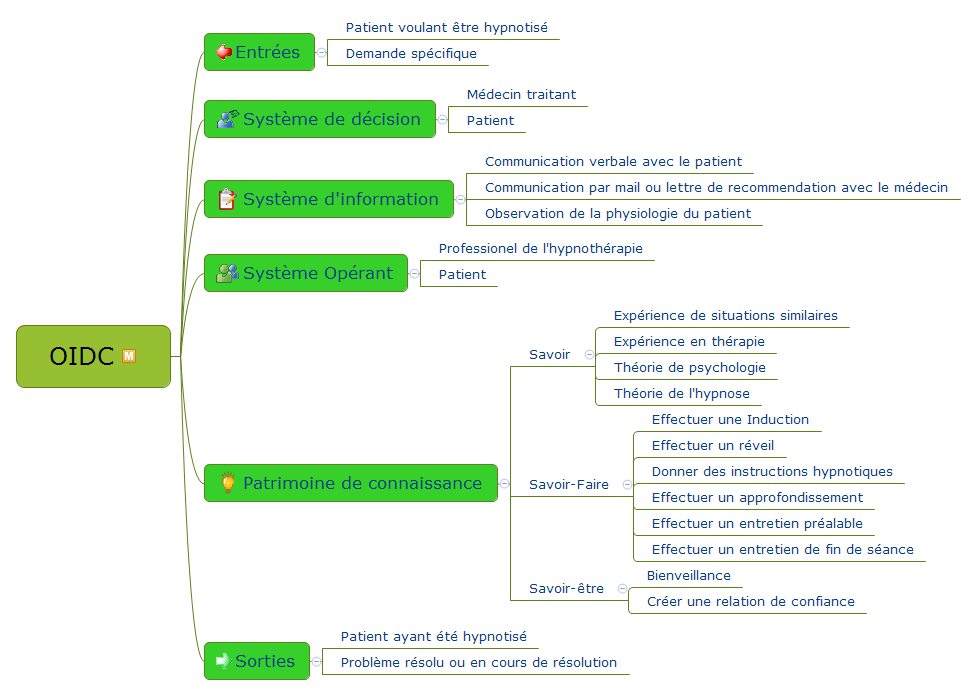 Entrées
Patient voulant être hypnotisé
Demande spécifique
Système de décision
Médecin traitant
Patient
Système d'information
Communication verbale avec le patient
Communication par mail ou lettre de recommendation avec le médecin
Observation de la physiologie du patient
Système Opérant
Professionel de l'hypnothérapie
Patient
OIDC M
Patrimoine de connaissance
Savoir
Expérience de situations similaires
Expérience en thérapie
Théorie de psychologie
Théorie de l'hypnose
Savoir-Faire
Effectuer une Induction
Effectuer un réveil
Donner des instructions hypnotiques
Effectuer un approfondissement
Effectuer un entretien préalable
Effectuer un entretien de fin de séance
Savoir-être
Bienveillance
Créer une relation de confiance
Sorties
Patient ayant été hypnotisé
Problème résolu ou en cours de résolution